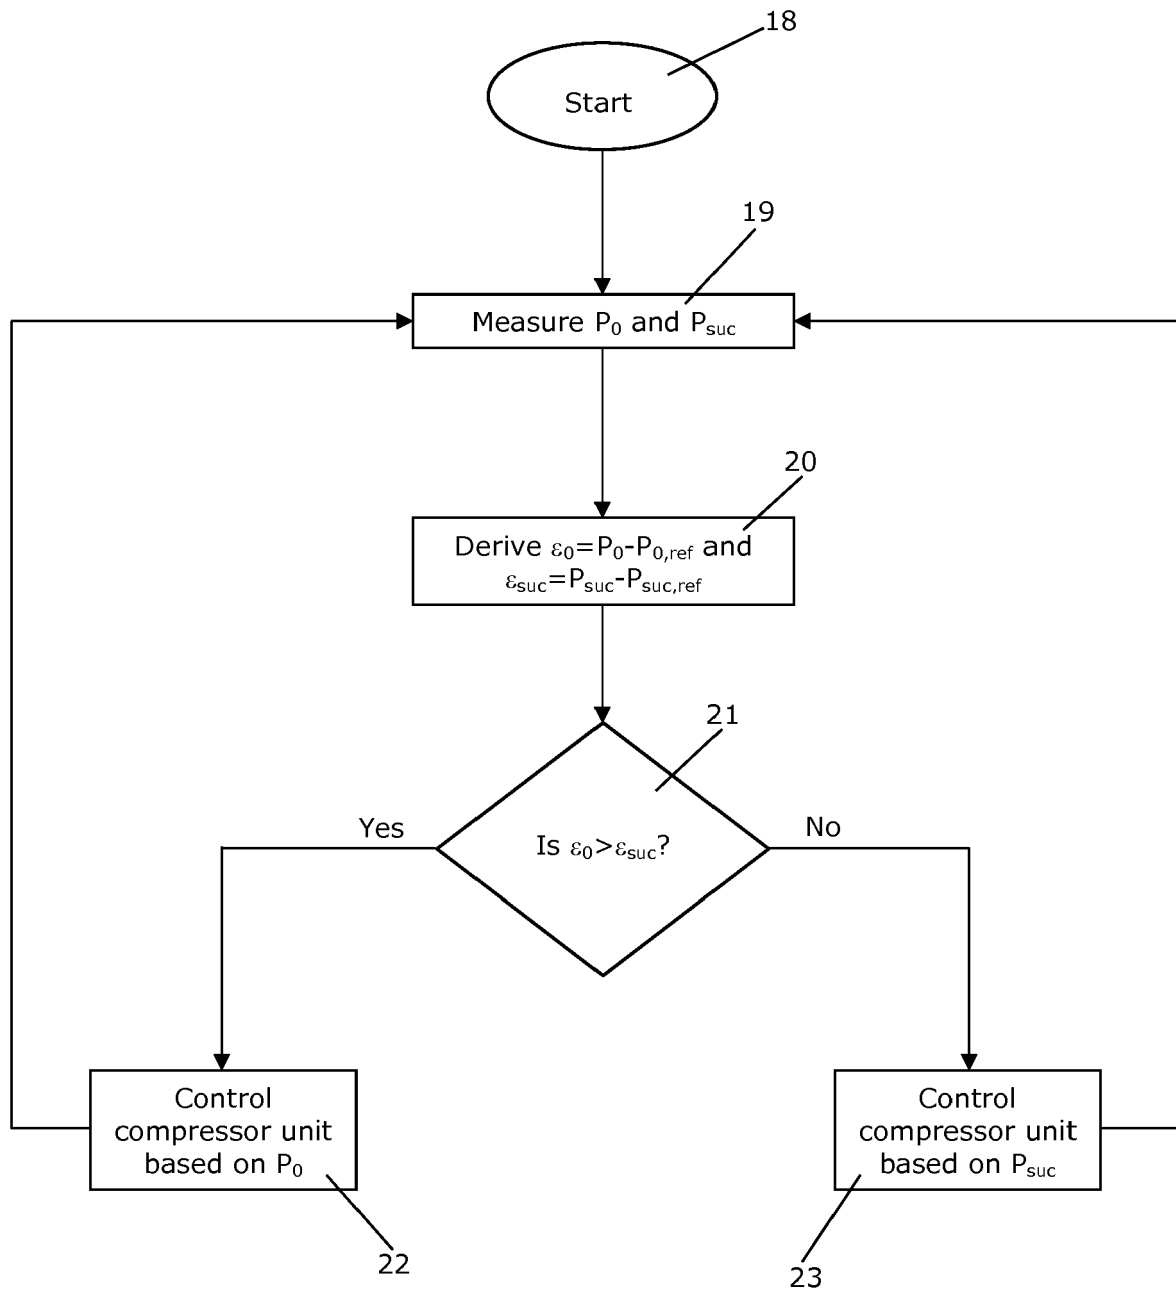 18
Start
19
Measure P₀ and Psuc
20
Derive ε₀=P₀-P₀,ref and
εsuc=Psuc-Psuc,ref
21
Yes
Is ε₀>εsuc?
No
Control
compressor unit
based on P₀
Control
compressor unit
based on Psuc
22
23